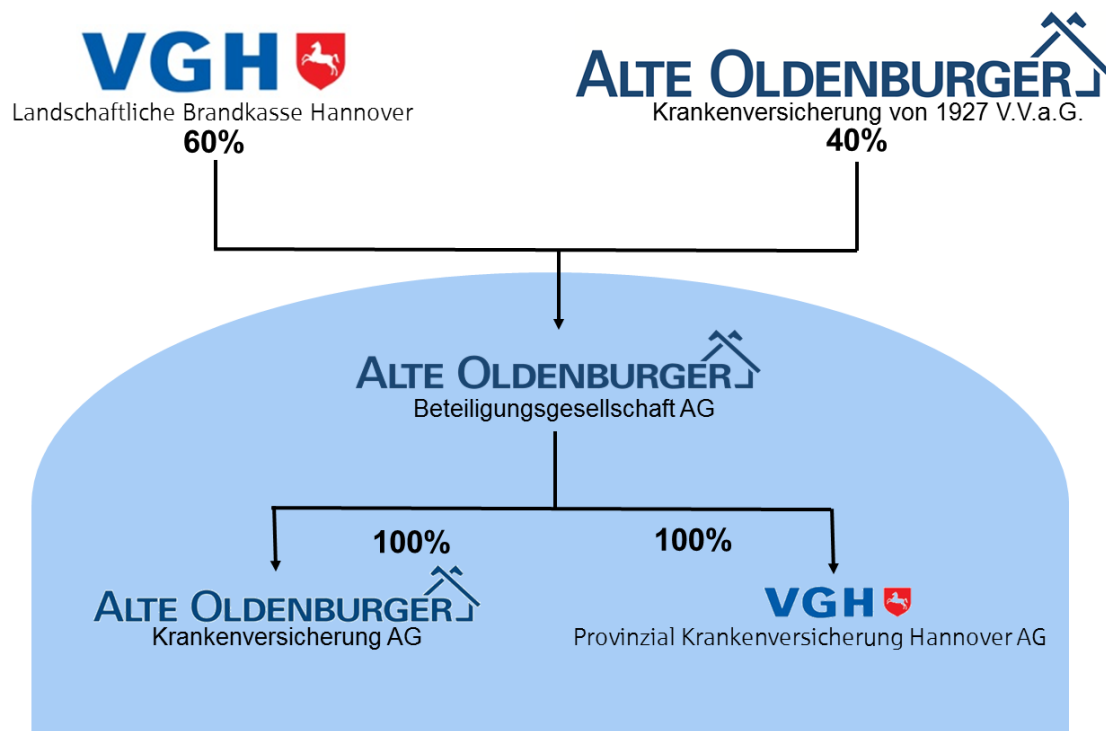 VGH
Landschaftliche Brandkasse Hannover
60%
ALTE OLDENBURGER
Krankenversicherung von 1927 V.V.a.G.
40%
ALTE OLDENBURGER
Beteiligungsgesellschaft AG
100%
100%
ALTE OLDENBURGER
Krankenversicherung AG
VGH
Provinzial Krankenversicherung Hannover AG